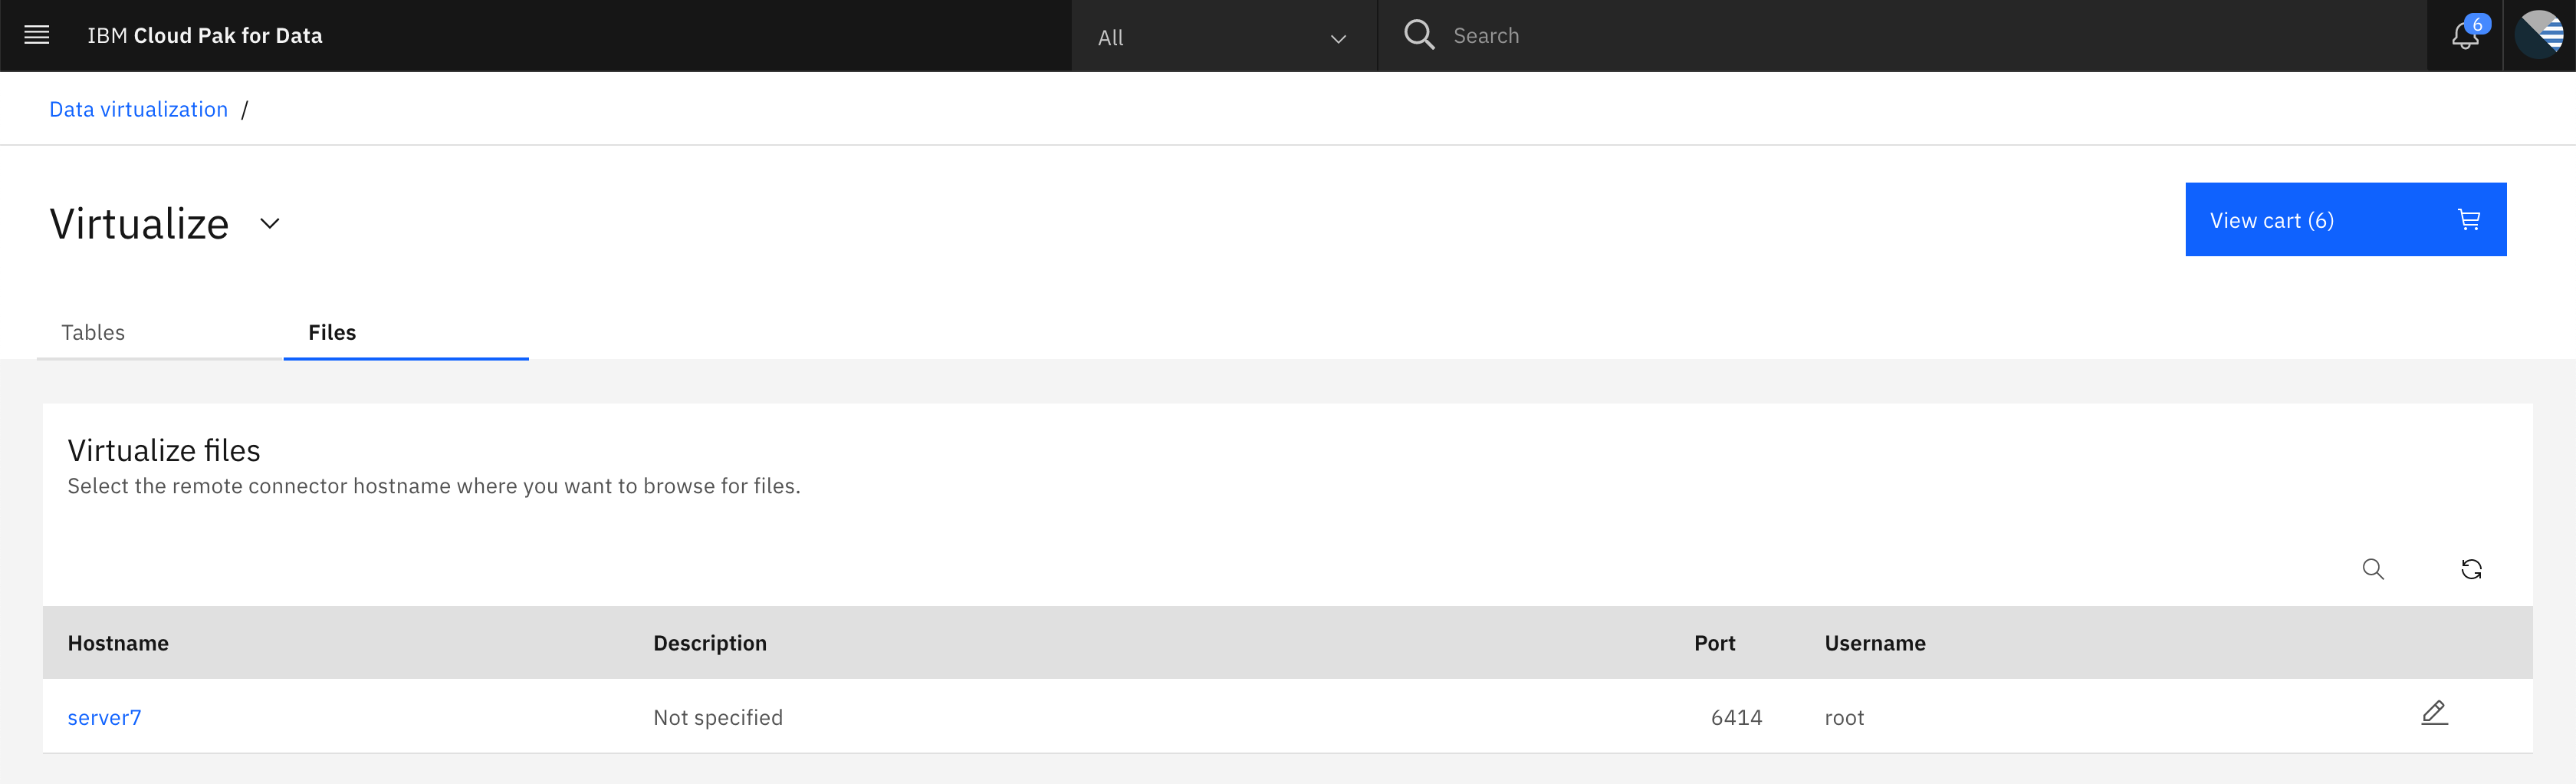 IBM Cloud Pak for Data
All
Search
6
Data virtualization /
Virtualize
View cart (6)
Tables
Files
Virtualize files
Select the remote connector hostname where you want to browse for files.
Hostname Description Port Username
server7 Not specified 6414 root